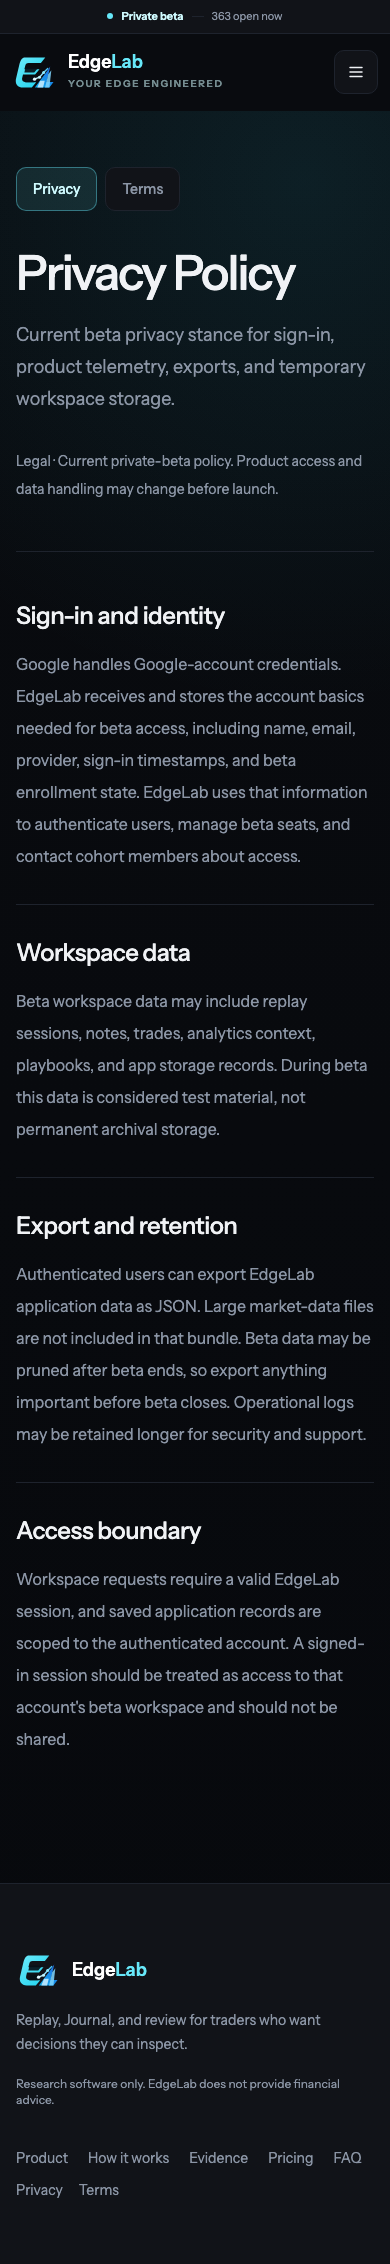 Private beta — 363 open now
EdgeLab
YOUR EDGE ENGINEERED
Privacy Terms
Privacy Policy
Current beta privacy stance for sign-in,
product telemetry, exports, and temporary
workspace storage.
Legal · Current private-beta policy. Product access and
data handling may change before launch.
Sign-in and identity
Google handles Google-account credentials.
EdgeLab receives and stores the account basics
needed for beta access, including name, email,
provider, sign-in timestamps, and beta
enrollment state. EdgeLab uses that information
to authenticate users, manage beta seats, and
contact cohort members about access.
Workspace data
Beta workspace data may include replay
sessions, notes, trades, analytics context,
playbooks, and app storage records. During beta
this data is considered test material, not
permanent archival storage.
Export and retention
Authenticated users can export EdgeLab
application data as JSON. Large market-data files
are not included in that bundle. Beta data may be
pruned after beta ends, so export anything
important before beta closes. Operational logs
may be retained longer for security and support.
Access boundary
Workspace requests require a valid EdgeLab
session, and saved application records are
scoped to the authenticated account. A signed-
in session should be treated as access to that
account's beta workspace and should not be
shared.
EdgeLab
Replay, Journal, and review for traders who want
decisions they can inspect.
Research software only. EdgeLab does not provide financial
advice.
Product How it works Evidence Pricing FAQ
Privacy Terms